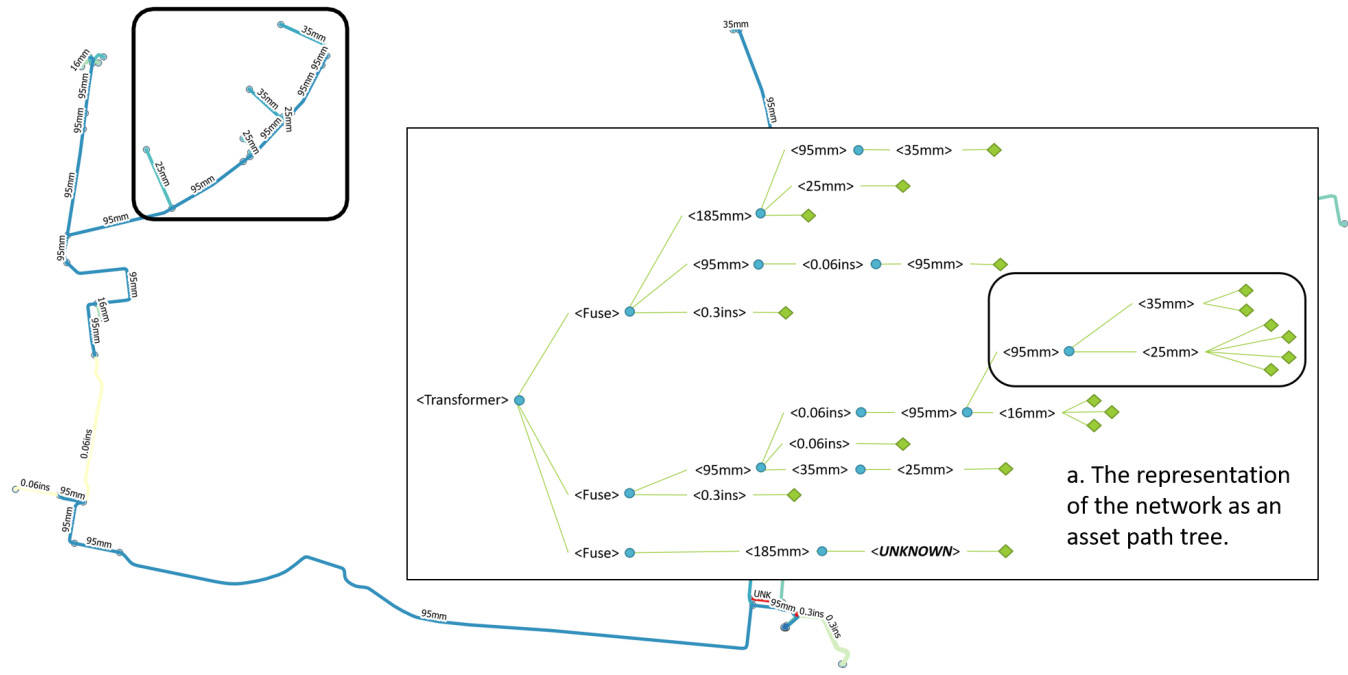 35mm
35mm
16mm
95mm
95mm
95mm
35mm
95mm
25mm
95mm
95mm
25mm
95mm
25mm
95mm
95mm
95mm
95mm
95mm
16mm
95mm
0.06ins
0.06ins
95mm
95mm
95mm
95mm
UNK
95mm
0.3ins
0.3ins
<95mm> <35mm>
<25mm>
<185mm>
<95mm> <0.06ins> <95mm>
<Fuse> <0.3ins>
<35mm>
<95mm> <25mm>
<Transformer>
<0.06ins> <95mm> <16mm>
<0.06ins>
<95mm> <35mm> <25mm>
<Fuse> <0.3ins>
<Fuse> <185mm> <UNKNOWN>
a. The representation
of the network as an
asset path tree.